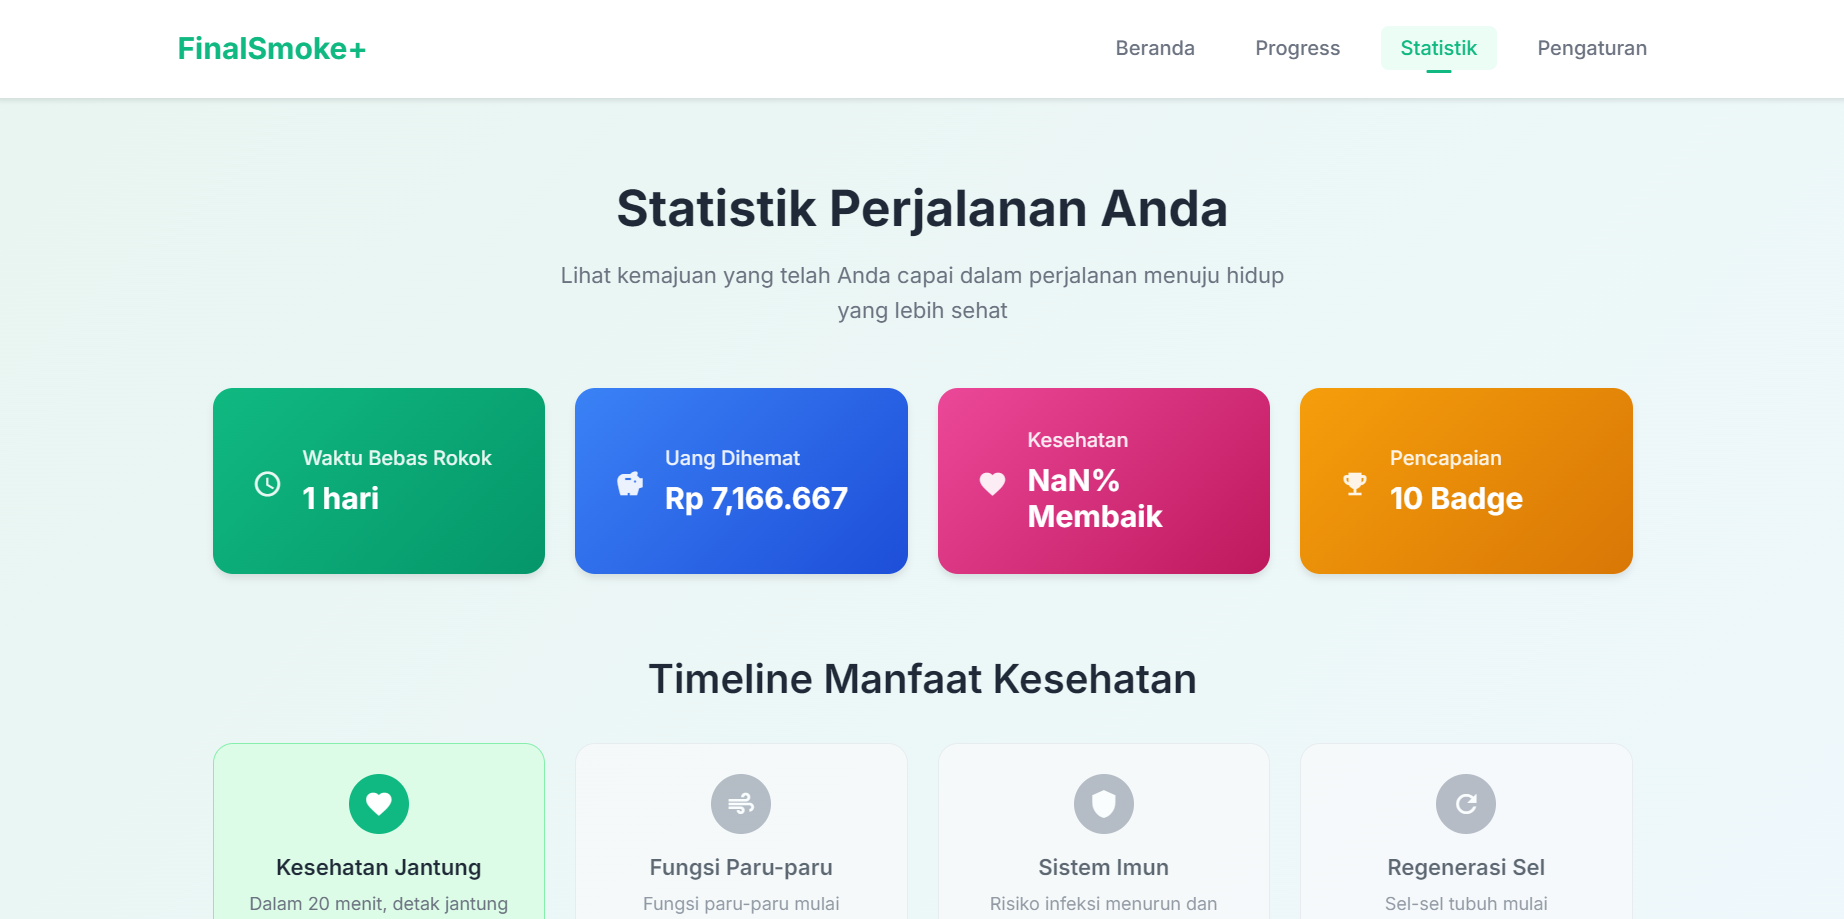 FinalSmoke+
Beranda
Progress
Statistik
Pengaturan
Statistik Perjalanan Anda
Lihat kemajuan yang telah Anda capai dalam perjalanan menuju hidup
yang lebih sehat
Waktu Bebas Rokok
1 hari
Uang Dihemat
Rp 7,166.667
Kesehatan
NaN%
Membaik
Pencapaian
10 Badge
Timeline Manfaat Kesehatan
Kesehatan Jantung
Dalam 20 menit, detak jantung
Fungsi Paru-paru
Fungsi paru-paru mulai
Sistem Imun
Risiko infeksi menurun dan
Regenerasi Sel
Sel-sel tubuh mulai